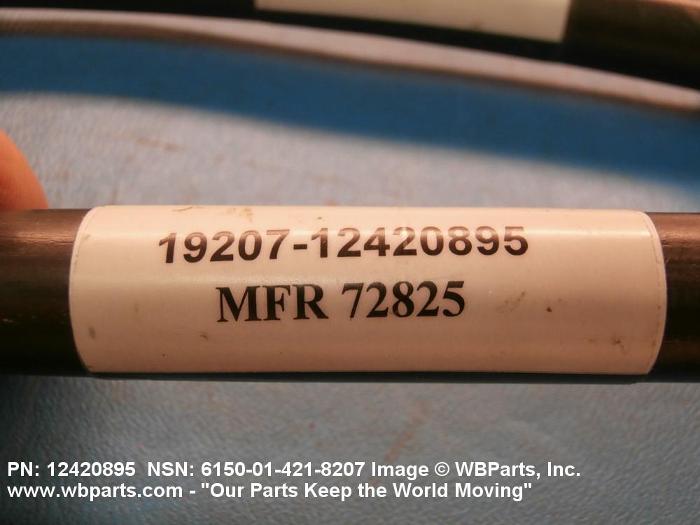 19207-12420895
MFR 72825
PN: 12420895 NSN: 6150-01-421-8207 Image © WBParts, Inc.
www.wbparts.com - "Our Parts Keep the World Moving"